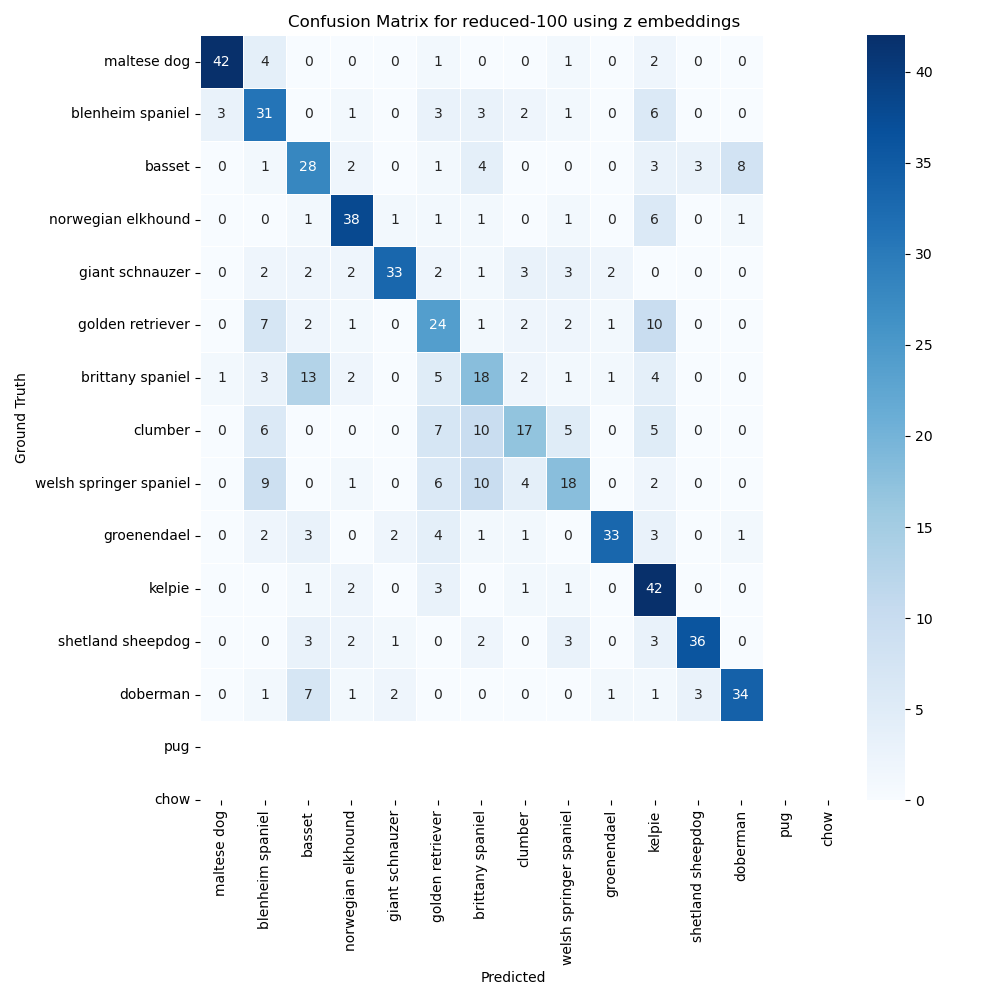 Confusion Matrix for reduced-100 using z embeddings
maltese dog 42 4 0 0 0 1 0 0 1 0 2 0 0
blenheim spaniel 3 31 0 1 0 3 3 2 1 0 6 0 0
basset 0 1 28 2 0 1 4 0 0 0 3 3 8
norwegian elkhound 0 0 1 38 1 1 1 0 1 0 6 0 1
giant schnauzer 0 2 2 2 33 2 1 3 3 2 0 0 0
golden retriever 0 7 2 1 0 24 1 2 2 1 10 0 0
brittany spaniel 1 3 13 2 0 5 18 2 1 1 4 0 0
clumber 0 6 0 0 0 7 10 17 5 0 5 0 0
welsh springer spaniel 0 9 0 1 0 6 10 4 18 0 2 0 0
groenendael 0 2 3 0 2 4 1 1 0 33 3 0 1
kelpie 0 0 1 2 0 3 0 1 1 0 42 0 0
shetland sheepdog 0 0 3 2 1 0 2 0 3 0 3 36 0
doberman 0 1 7 1 2 0 0 0 0 1 1 3 34
pug
chow
Ground Truth
maltese dog
blenheim spaniel
basset
norwegian elkhound
giant schnauzer
golden retriever
brittany spaniel
clumber
welsh springer spaniel
groenendael
kelpie
shetland sheepdog
doberman
pug
chow
Predicted
40
35
30
25
20
15
10
5
0